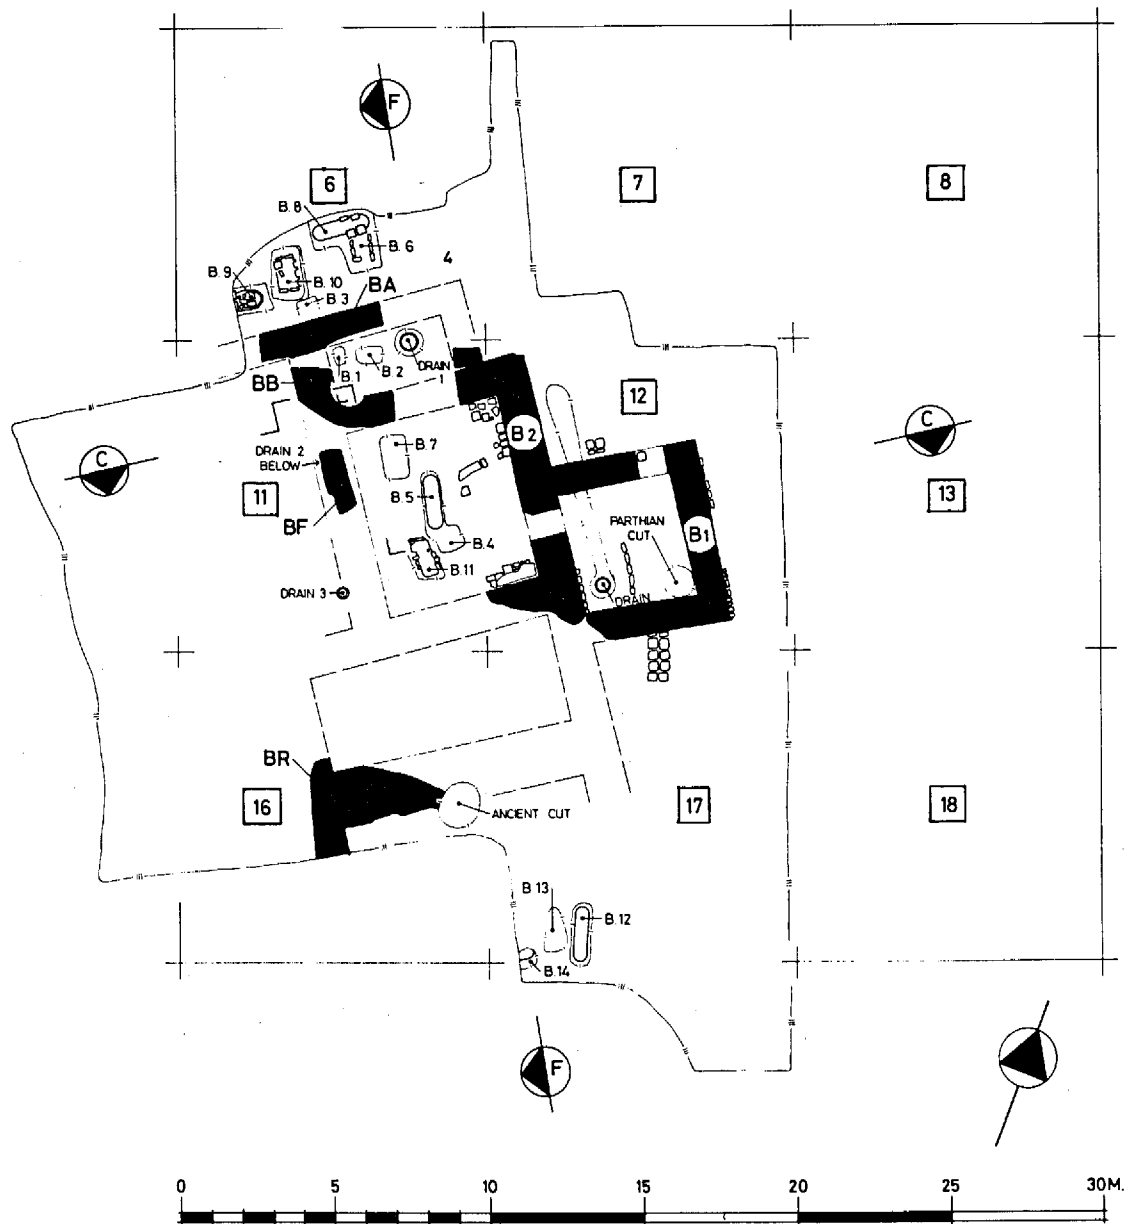 F
6
7
8
B.8
B.6
4
B.9
B.10
BA
B.3
DRAIN
1
B.1
B.2
BB
12
B2
C
C
B.7
DRAIN 2
BELOW
11
13
B.5
BF
PARTHIAN
CUT
B1
B.4
B.11
DRAIN 3
DRAIN
BR
16
17
18
ANCIENT CUT
B 13
B.12
B.14
F
0 5 10 15 20 25 30M.